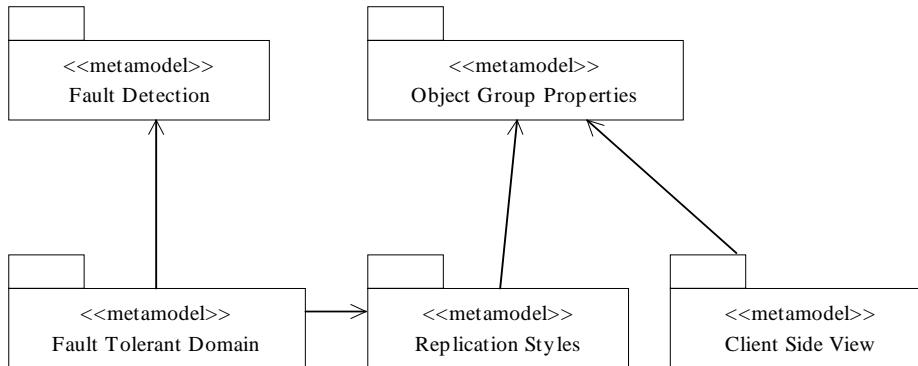 <<metamodel>>
Fault Detection
<<metamodel>>
Object Group Properties
<<metamodel>>
Fault Tolerant Domain
<<metamodel>>
Replication Styles
<<metamodel>>
Client Side View